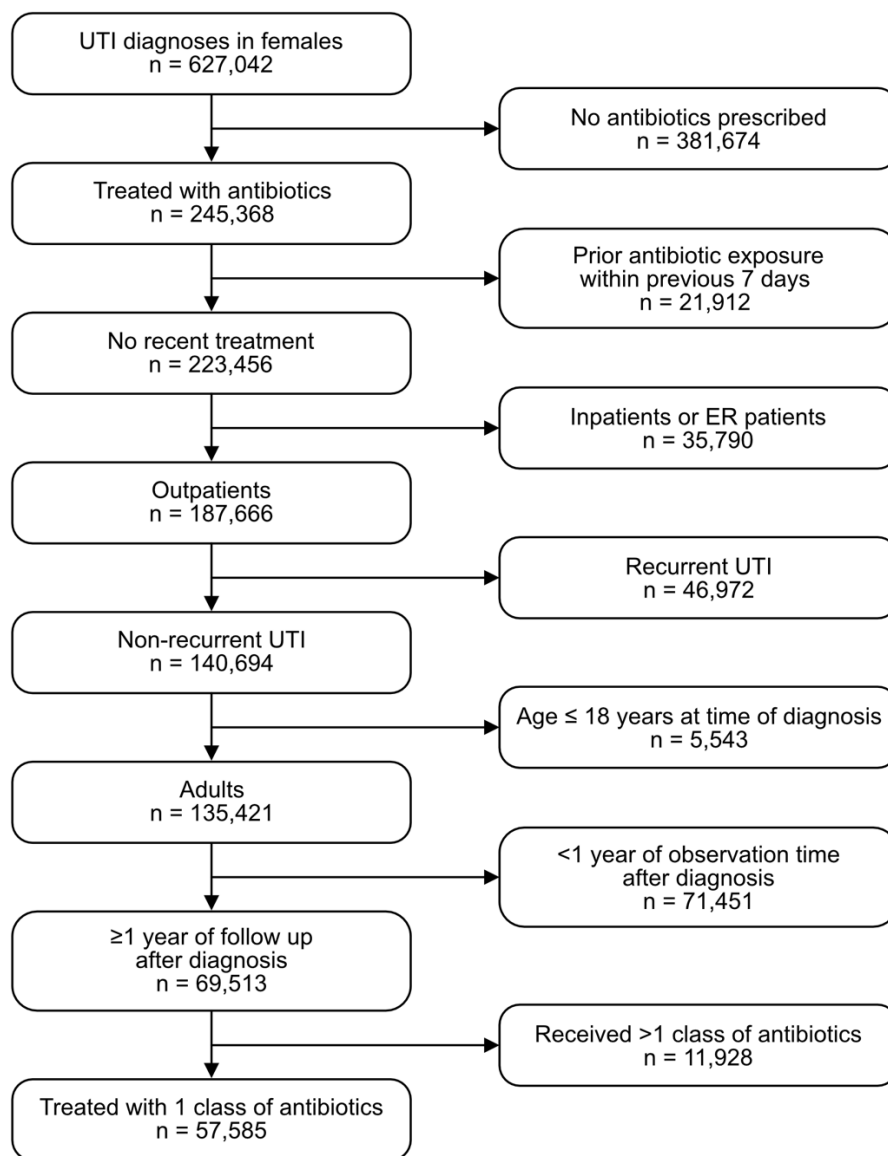 UTI diagnoses in females
n = 627,042
No antibiotics prescribed
n = 381,674
Treated with antibiotics
n = 245,368
Prior antibiotic exposure
within previous 7 days
n = 21,912
No recent treatment
n = 223,456
Inpatients or ER patients
n = 35,790
Outpatients
n = 187,666
Recurrent UTI
n = 46,972
Non-recurrent UTI
n = 140,694
Age ≤ 18 years at time of diagnosis
n = 5,543
Adults
n = 135,421
<1 year of observation time
after diagnosis
n = 71,451
≥1 year of follow up
after diagnosis
n = 69,513
Received >1 class of antibiotics
n = 11,928
Treated with 1 class of antibiotics
n = 57,585